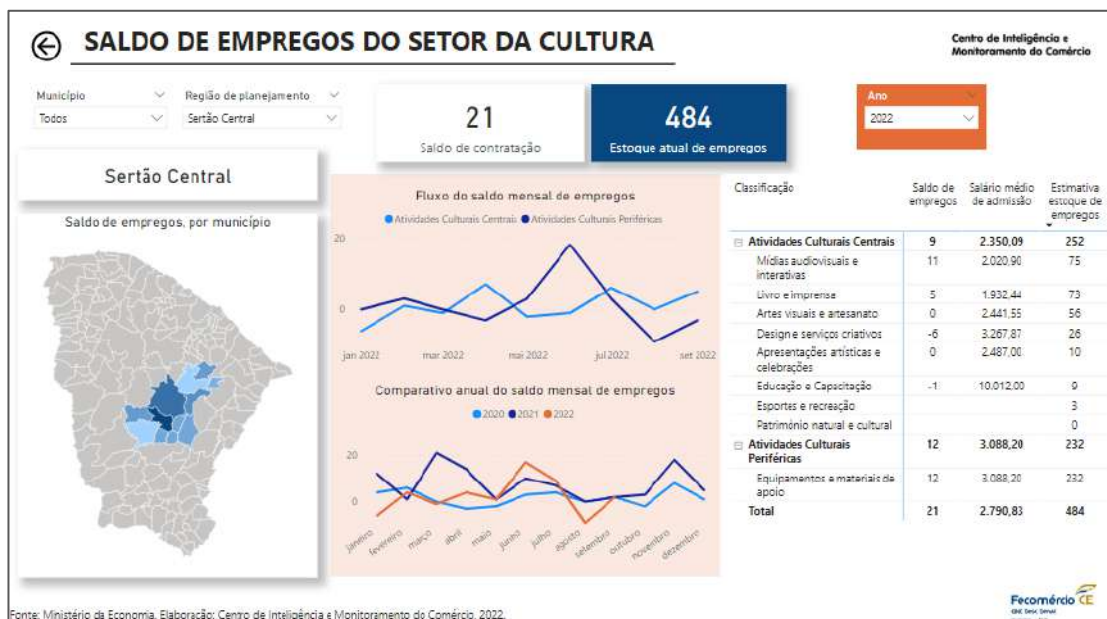 SALDO DE EMPREGOS DO SETOR DA CULTURA
Centro de Inteligência e
Monitoramento do Comércio
Município
Todos
Região de planejamento
Sertão Central
21
Saldo de contratação
484
Estoque atual de empregos
Ano
2022
Sertão Central
Saldo de empregos, por município
Fluxo do saldo mensal de empregos
Atividades Culturais Centrais Atividades Culturais Periféricas
20
0
jan 2022 mar 2022 mai 2022 jul 2022 set 2022
Comparativo anual do saldo mensal de empregos
2020 2021 2022
20
0
janeiro fevereiro março abril maio junho julho agosto setembro outubro novembro dezembro
Classificação Saldo de empregos Salário médio de admissão Estimativa estoque de empregos
Atividades Culturais Centrais 9 2.350,09 252
Mídias audiovisuais e interativas 11 2.020,90 75
Livro e imprensa 5 1.932,44 73
Artes visuais e artesanato 0 2.441,55 56
Design e serviços criativos -6 3.267,87 26
Apresentações artísticas e celebrações 0 2.487,00 10
Educação e Capacitação -1 10.012,00 9
Esportes e recreação 3
Património natural e cultural 0
Atividades Culturais Periféricas 12 3.088,20 232
Equipamentos e materiais de apoio 12 3.088,20 232
Total 21 2.790,83 484
Fonte: Ministério da Economia. Elaboração: Centro de Inteligência e Monitoramento do Comércio, 2022.
Fecomércio CE